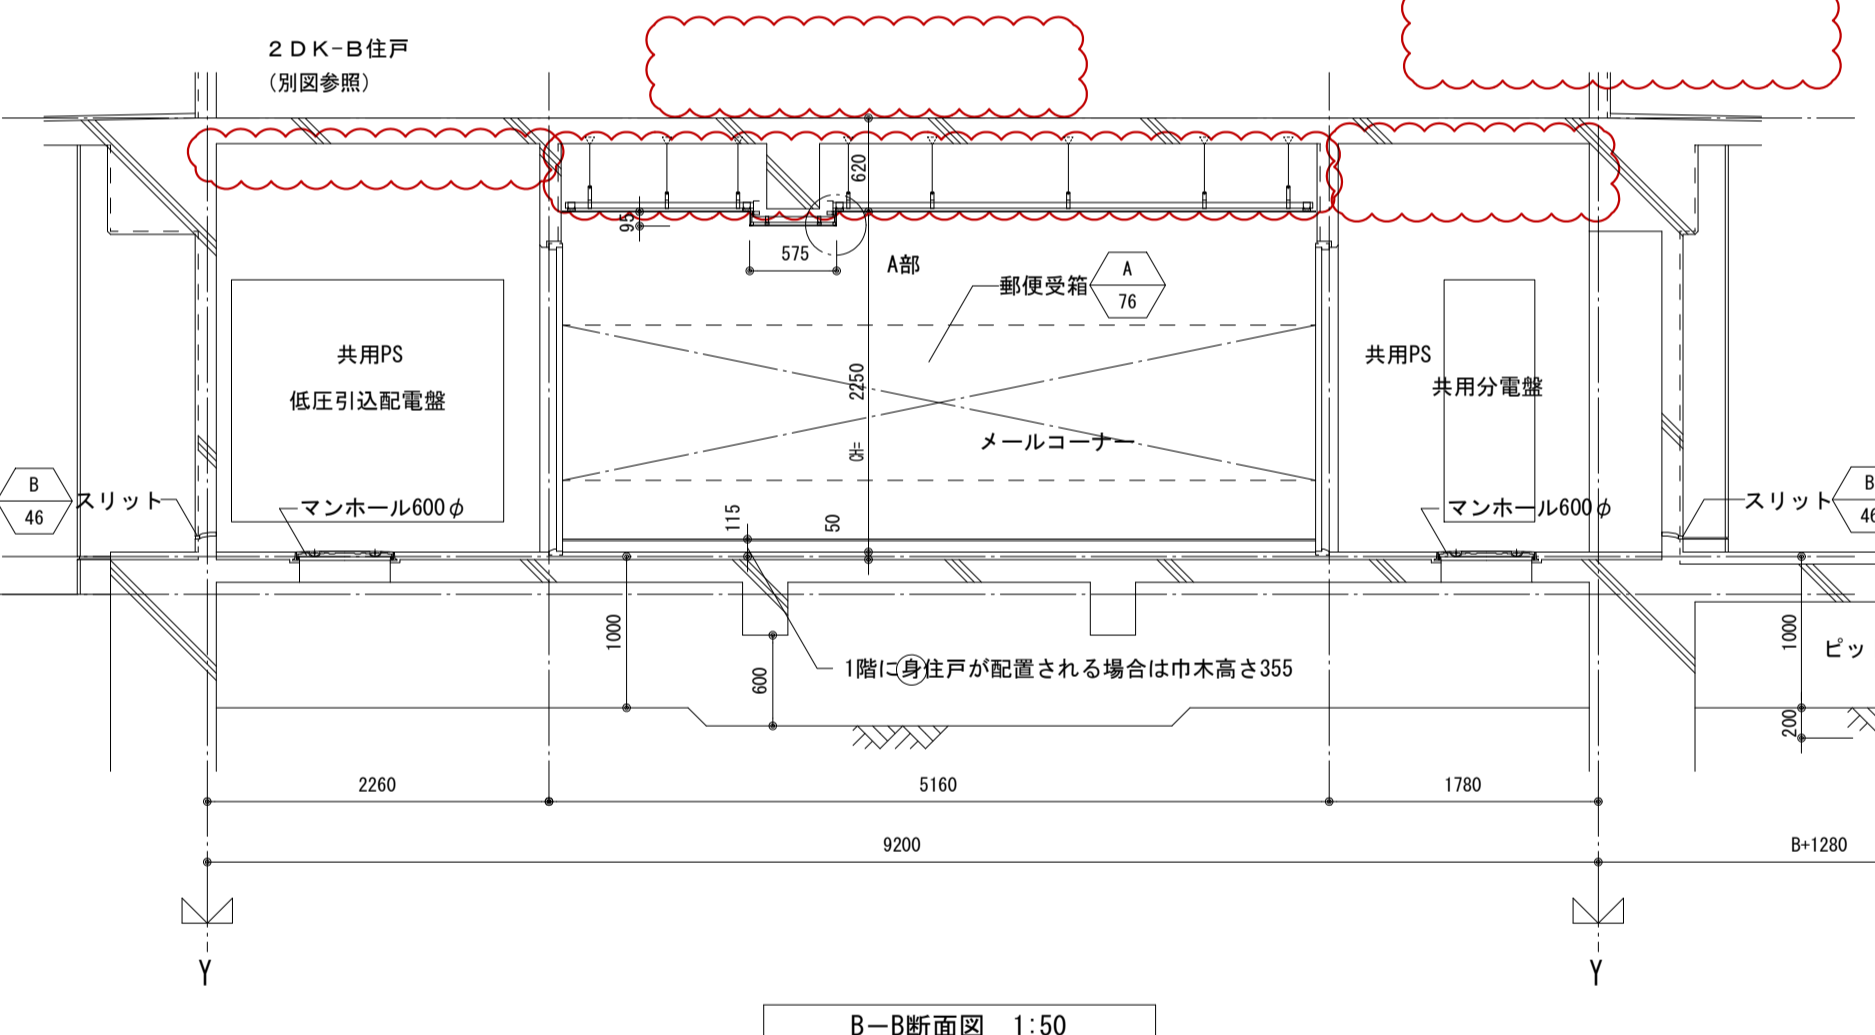 2DK-B住戸
(別図参照)
620
95
575
A部
郵便受箱
A
76
共用PS
低圧引込配電盤
2250
CH=
メールコーナー
共用PS
共用分電盤
B
46
スリット
マンホール600φ
115
50
マンホール600φ
スリット
B
46
1000
600
1階に身住戸が配置される場合は巾木高さ355
1000
ピッ
200
2260
5160
1780
9200
B+1280
Y
Y
B-B断面図 1:50